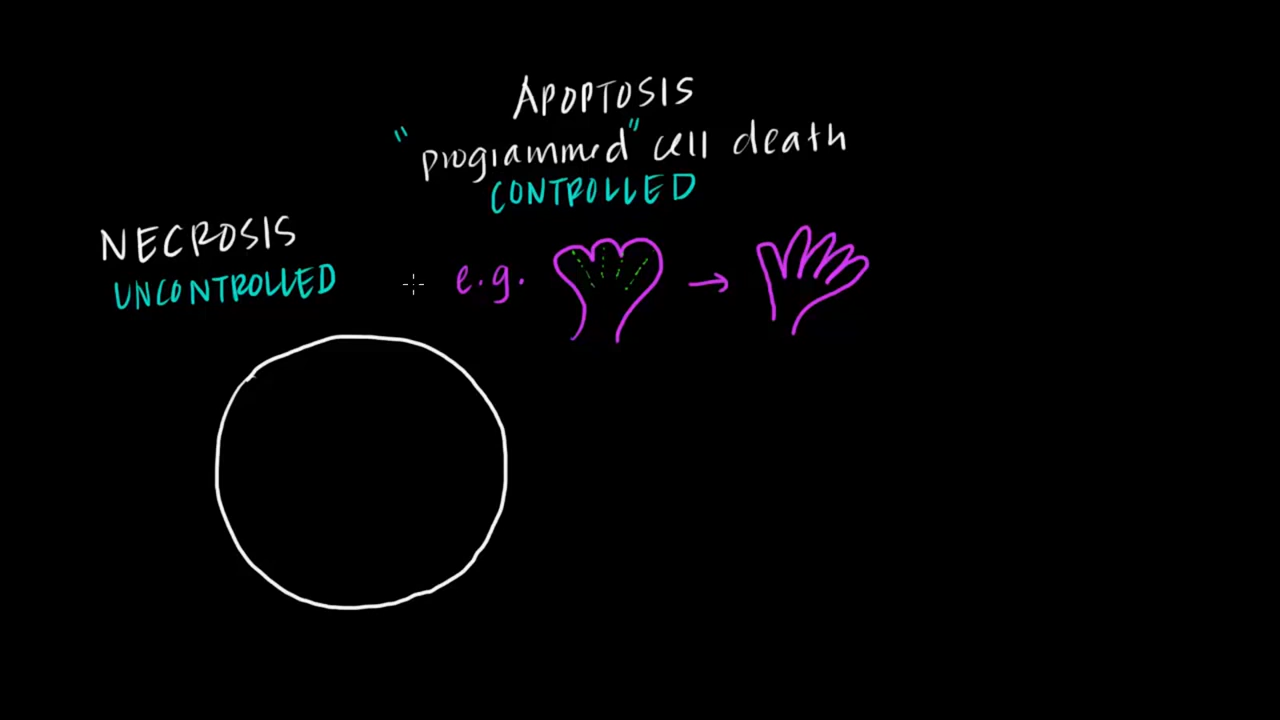 APOPTOSIS
"programmed" cell death
CONTROLLED
NECROSIS
UNCONTROLLED
e.g.